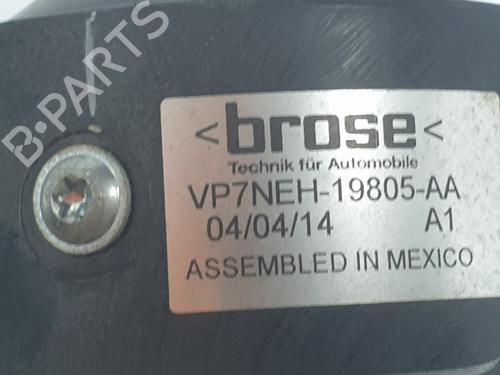 B-PARTS
<brose<
Technik für Automobile
VP7NEH-19805-AA
04/04/14 A1
ASSEMBLED IN MEXICO